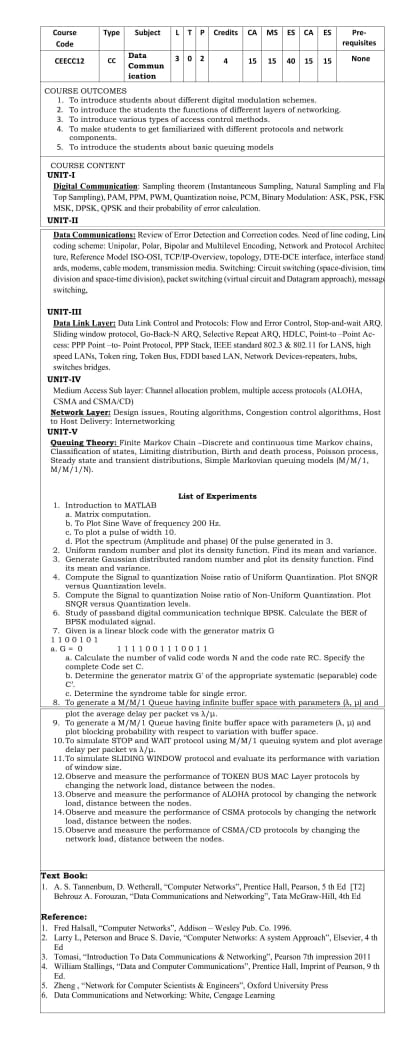 Course Code Type Subject L T P Credits CA MS ES CA ES Pre-requisites
CEECC12 CC Data Communication 3 0 2 4 15 15 40 15 15 None
COURSE OUTCOMES
1. To introduce students about different digital modulation schemes.
2. To introduce the students the functions of different layers of networking.
3. To introduce various types of access control methods.
4. To make students to get familiarized with different protocols and network
components.
5. To introduce the students about basic queuing models
COURSE CONTENT
UNIT-I
Digital Communication: Sampling theorem (Instantaneous Sampling, Natural Sampling and Fla
Top Sampling), PAM, PPM, PWM, Quantization noise, PCM, Binary Modulation: ASK, PSK, FSK
MSK, DPSK, QPSK and their probability of error calculation.
UNIT-II
Data Communications: Review of Error Detection and Correction codes. Need of line coding, Line
coding scheme: Unipolar, Polar, Bipolar and Multilevel Encoding, Network and Protocol Architec
ture, Reference Model ISO-OSI, TCP/IP-Overview, topology, DTE-DCE interface, interface stand
ards, modems, cable modem, transmission media. Switching: Circuit switching (space-division, time
division and space-time division), packet switching (virtual circuit and Datagram approach), message
switching,
UNIT-III
Data Link Layer: Data Link Control and Protocols: Flow and Error Control, Stop-and-wait ARQ.
Sliding window protocol, Go-Back-N ARQ, Selective Repeat ARQ, HDLC, Point-to –Point Ac-
cess: PPP Point –to- Point Protocol, PPP Stack, IEEE standard 802.3 & 802.11 for LANS, high
speed LANs, Token ring, Token Bus, FDDI based LAN, Network Devices-repeaters, hubs,
switches bridges.
UNIT-IV
Medium Access Sub layer: Channel allocation problem, multiple access protocols (ALOHA,
CSMA and CSMA/CD)
Network Layer: Design issues, Routing algorithms, Congestion control algorithms, Host
to Host Delivery: Internetworking
UNIT-V
Queuing Theory: Finite Markov Chain –Discrete and continuous time Markov chains,
Classification of states, Limiting distribution, Birth and death process, Poisson process,
Steady state and transient distributions, Simple Markovian queuing models (M/M/1,
M/M/1/N).
List of Experiments
1. Introduction to MATLAB
a. Matrix computation.
b. To Plot Sine Wave of frequency 200 Hz.
c. To plot a pulse of width 10.
d. Plot the spectrum (Amplitude and phase) 0f the pulse generated in 3.
2. Uniform random number and plot its density function. Find its mean and variance.
3. Generate Gaussian distributed random number and plot its density function. Find
its mean and variance.
4. Compute the Signal to quantization Noise ratio of Uniform Quantization. Plot SNQR
versus Quantization levels.
5. Compute the Signal to quantization Noise ratio of Non-Uniform Quantization. Plot
SNQR versus Quantization levels.
6. Study of passband digital communication technique BPSK. Calculate the BER of
BPSK modulated signal.
7. Given is a linear block code with the generator matrix G
1 1 0 0 1 0 1
a. G = 0 1 1 1 1 0 0 1 1 1 0 0 1 1
a. Calculate the number of valid code words N and the code rate RC. Specify the
complete Code set C.
b. Determine the generator matrix G’ of the appropriate systematic (separable) code
C’.
c. Determine the syndrome table for single error.
8. To generate a M/M/1 Queue having infinite buffer space with parameters (λ, μ) and
plot the average delay per packet vs λ/μ.
9. To generate a M/M/1 Queue having finite buffer space with parameters (λ, μ) and
plot blocking probability with respect to variation with buffer space.
10.To simulate STOP and WAIT protocol using M/M/1 queuing system and plot average
delay per packet vs λ/μ.
11.To simulate SLIDING WINDOW protocol and evaluate its performance with variation
of window size.
12.Observe and measure the performance of TOKEN BUS MAC Layer protocols by
changing the network load, distance between the nodes.
13.Observe and measure the performance of ALOHA protocol by changing the network
load, distance between the nodes.
14.Observe and measure the performance of CSMA protocols by changing the network
load, distance between the nodes.
15.Observe and measure the performance of CSMA/CD protocols by changing the
network load, distance between the nodes.
Text Book:
1. A. S. Tannenbum, D. Wetherall, “Computer Networks”, Prentice Hall, Pearson, 5 th Ed [T2]
Behrouz A. Forouzan, “Data Communications and Networking”, Tata McGraw-Hill, 4th Ed
Reference:
1. Fred Halsall, “Computer Networks”, Addison – Wesley Pub. Co. 1996.
2. Larry L, Peterson and Bruce S. Davie, “Computer Networks: A system Approach”, Elsevier, 4 th
Ed
3. Tomasi, “Introduction To Data Communications & Networking”, Pearson 7th impression 2011
4. William Stallings, “Data and Computer Communications”, Prentice Hall, Imprint of Pearson, 9 th
Ed.
5. Zheng , “Network for Computer Scientists & Engineers”, Oxford University Press
6. Data Communications and Networking: White, Cengage Learning